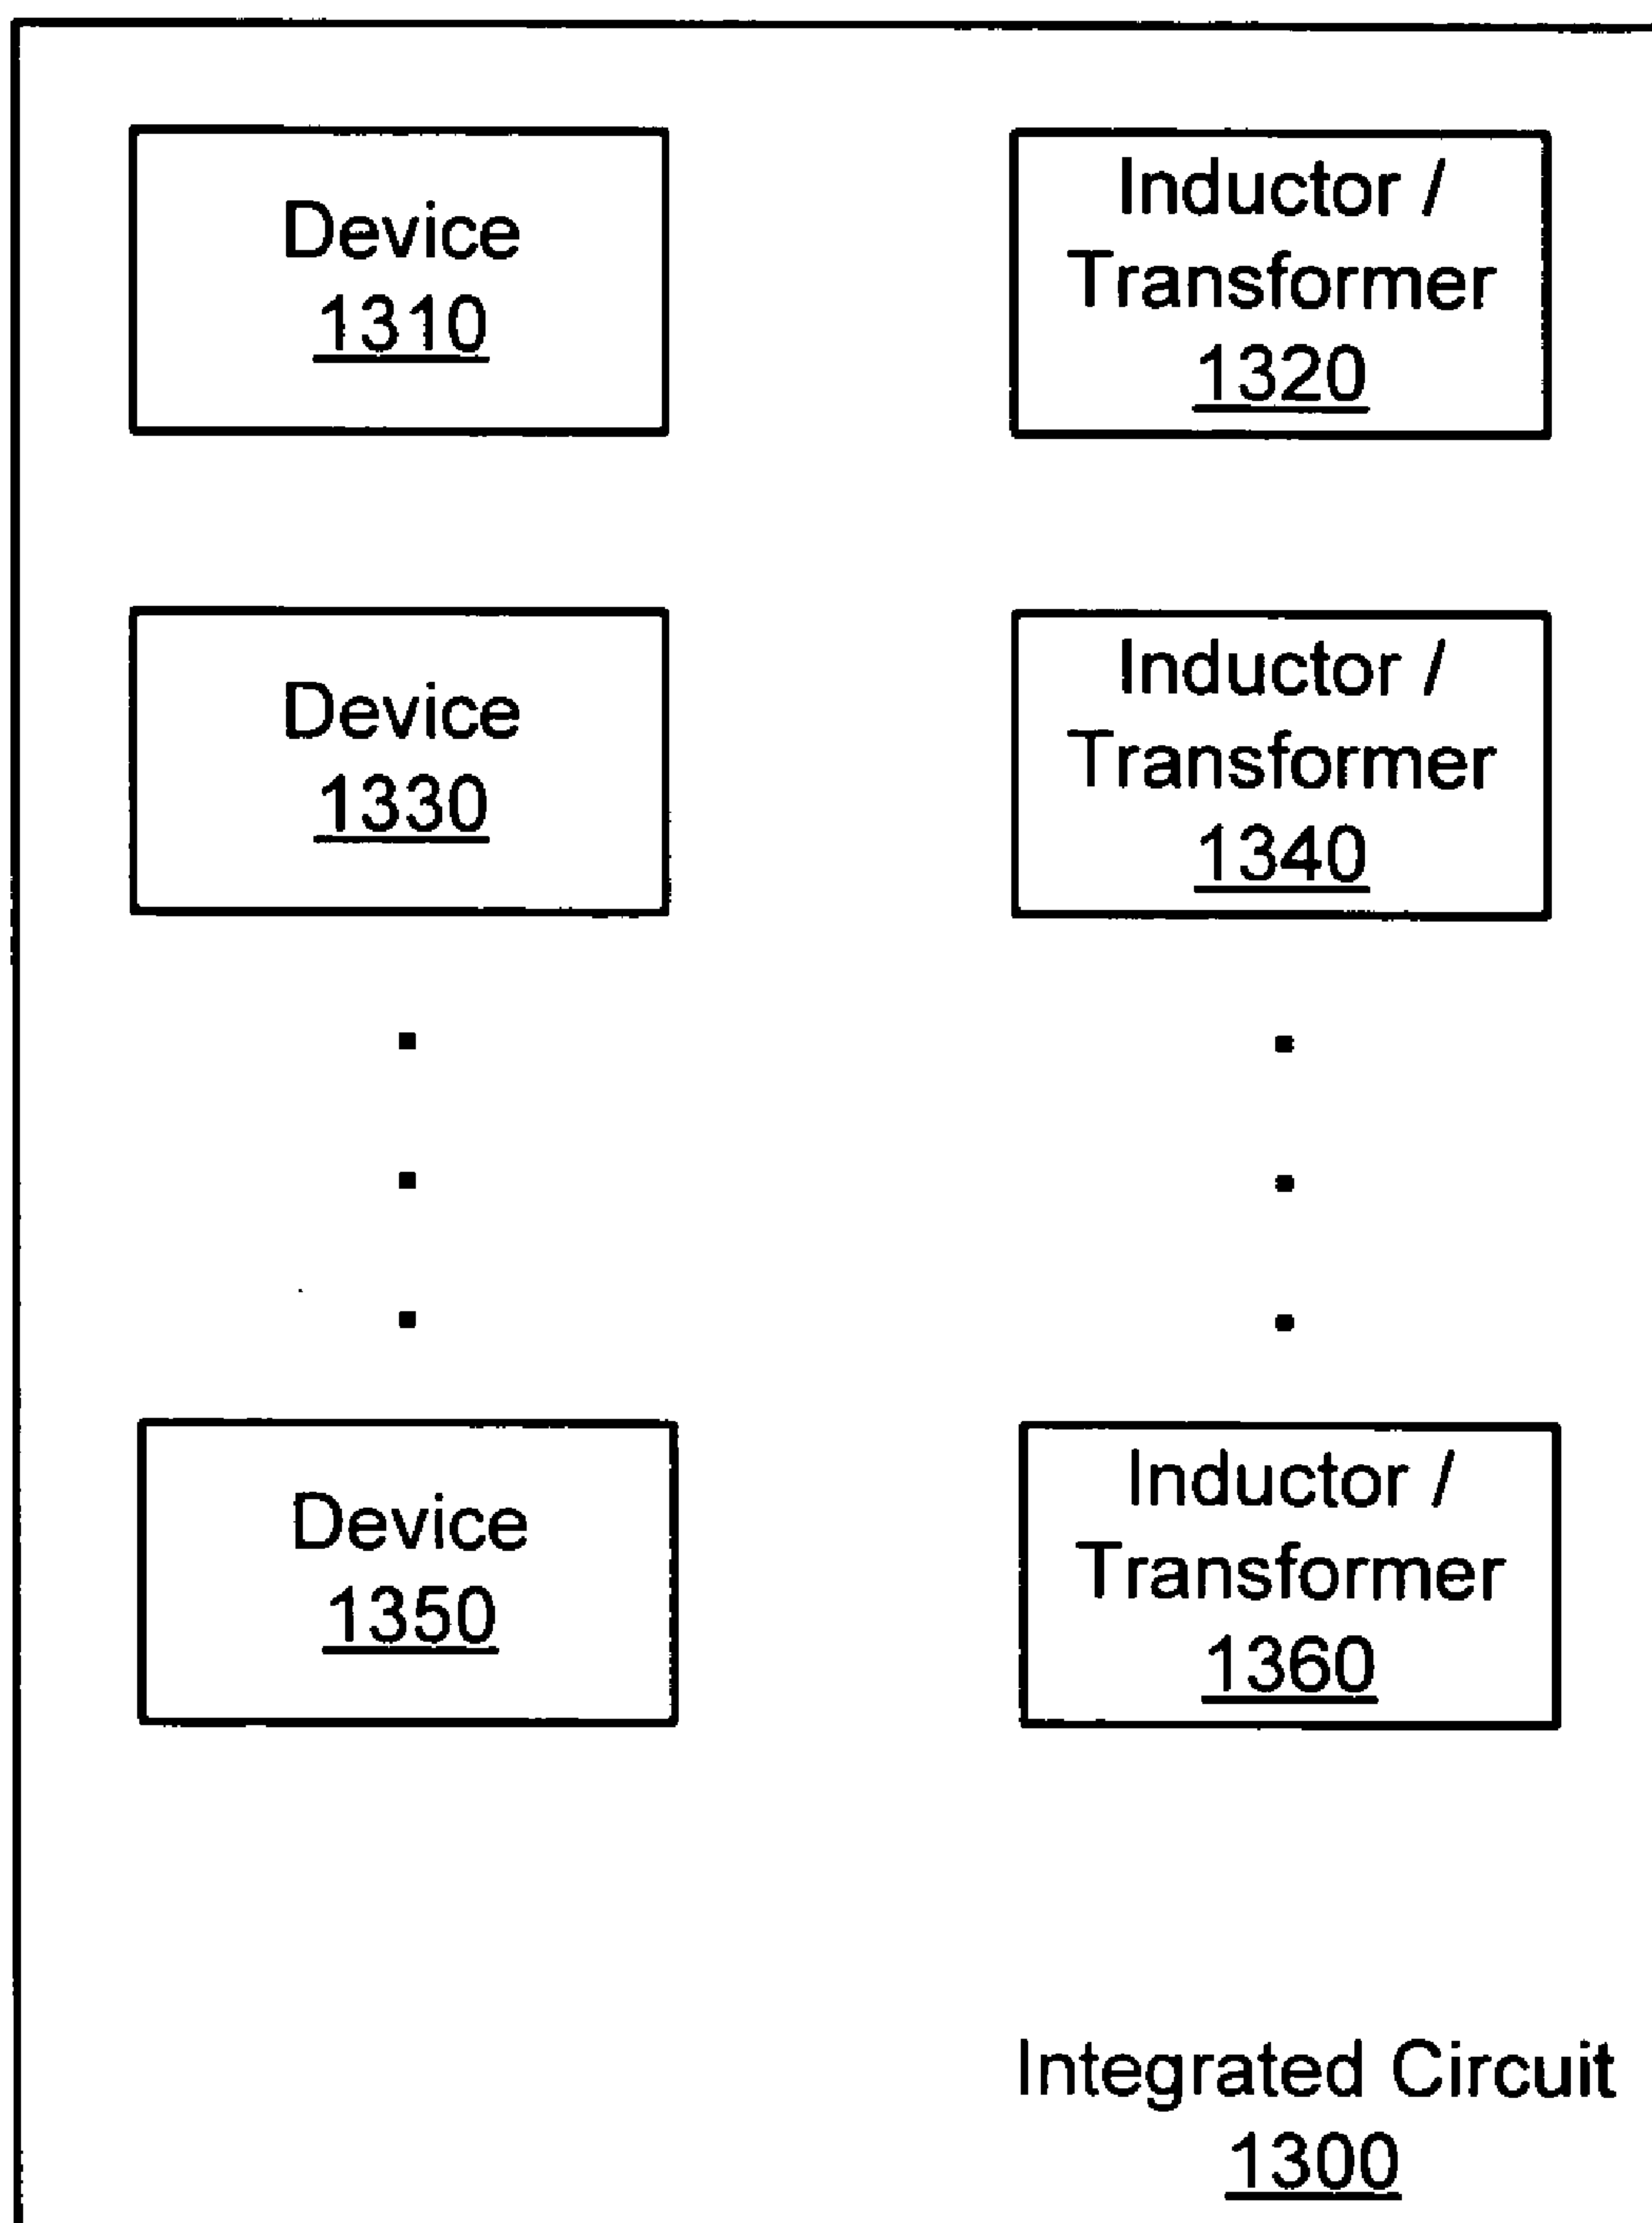 Device
1310
Inductor /
Transformer
1320
Device
1330
Inductor /
Transformer
1340
Device
1350
Inductor /
Transformer
1360
Integrated Circuit
1300